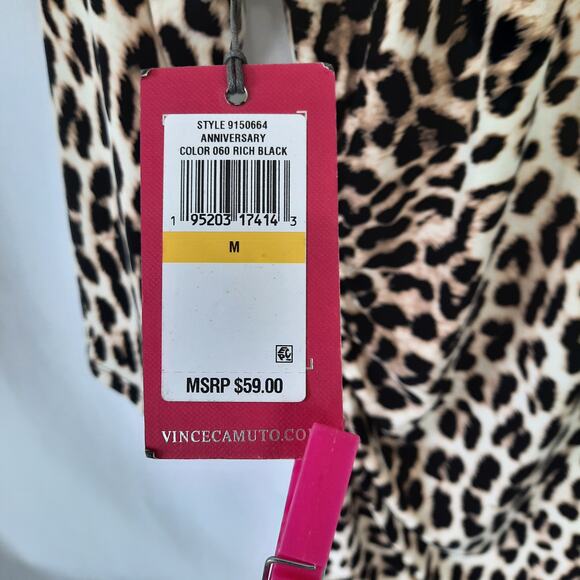 STYLE 9150664
ANNIVERSARY
COLOR 060 RICH BLACK
1 95203 17414 3
M
MSRP $59.00
VINCECAMUTO.CO